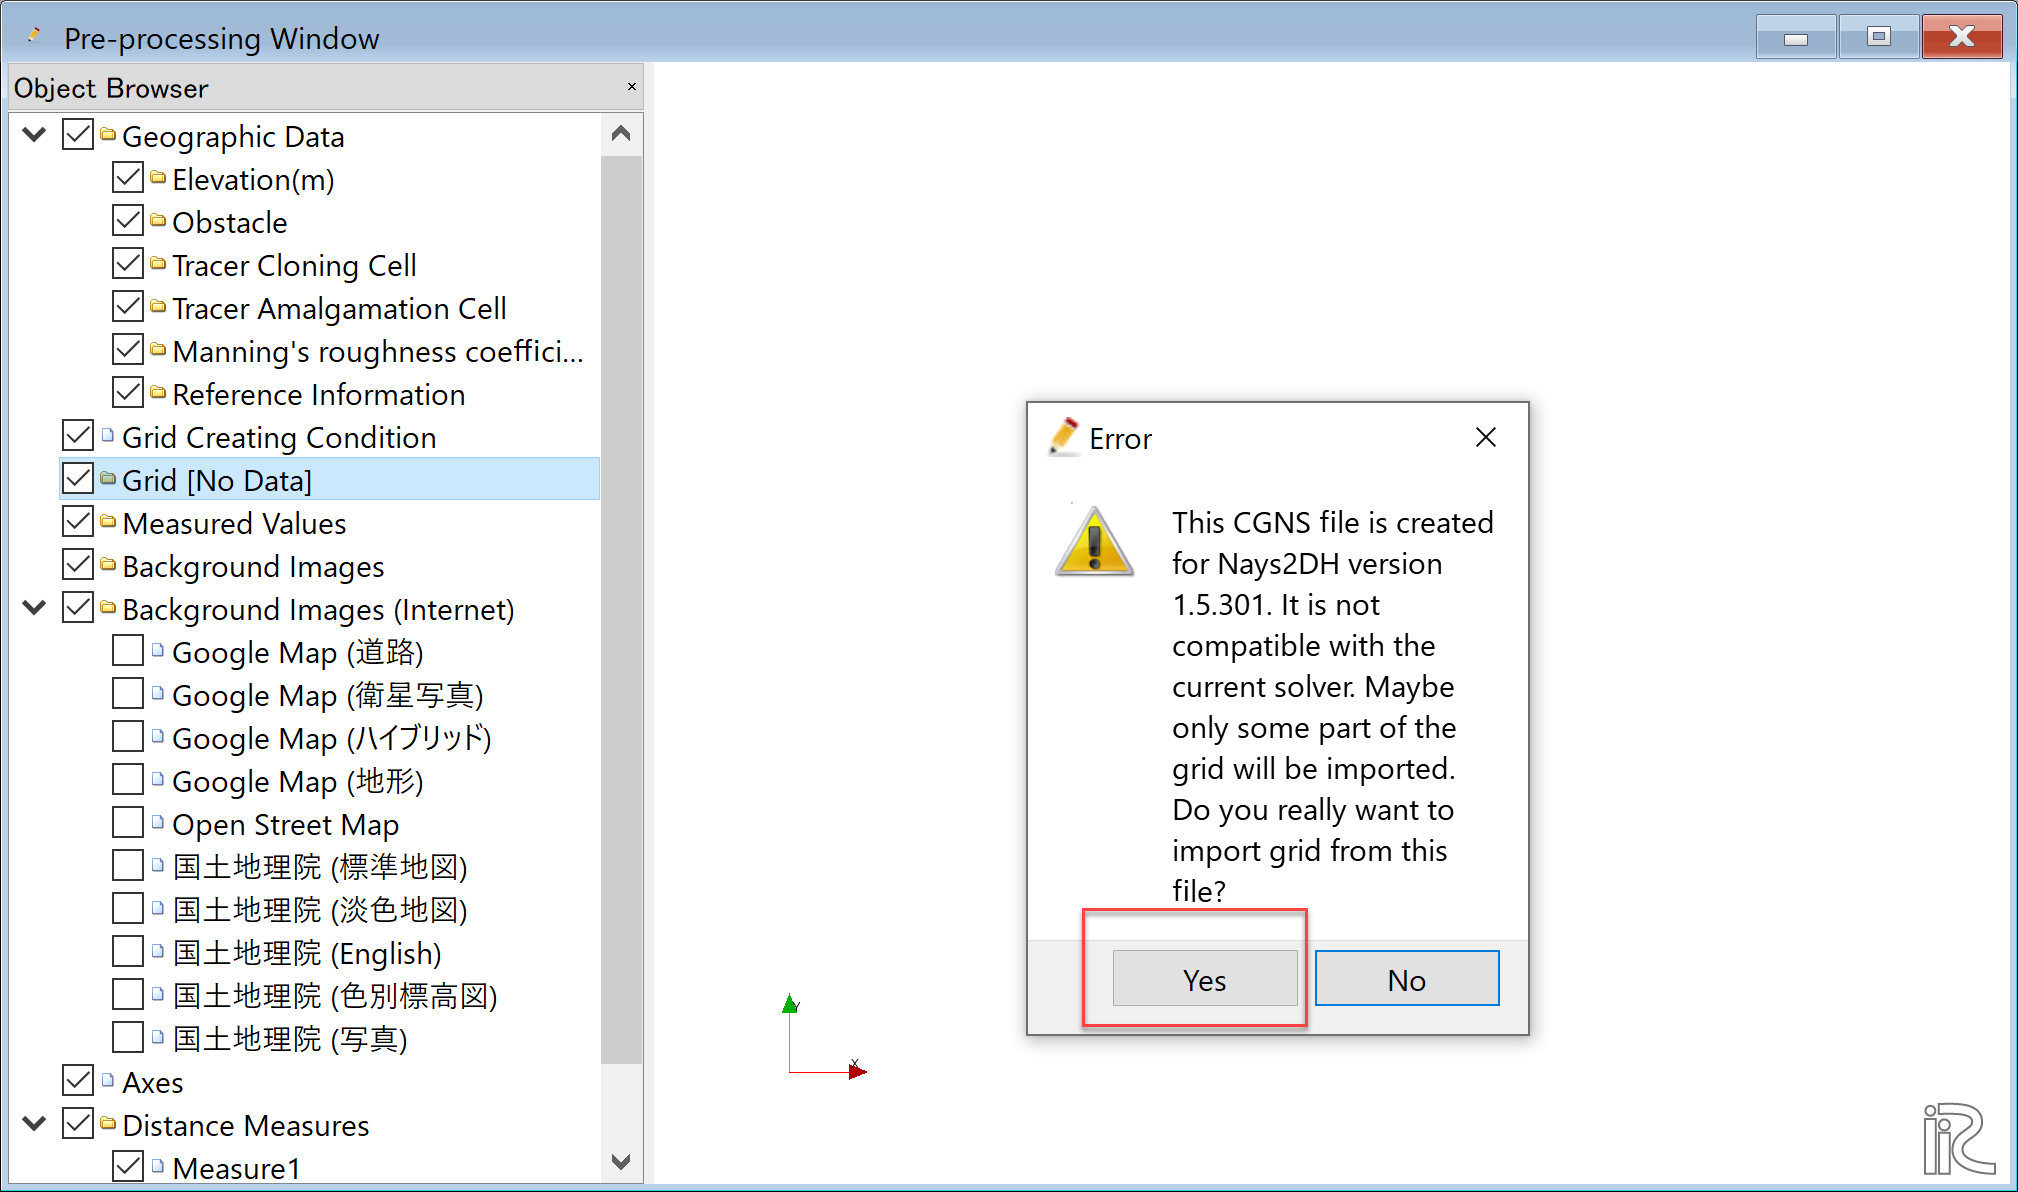 Pre-processing Window
Object Browser
Geographic Data
Elevation(m)
Obstacle
Tracer Cloning Cell
Tracer Amalgamation Cell
Manning's roughness coeffici...
Reference Information
Grid Creating Condition
Grid [No Data]
Measured Values
Background Images
Background Images (Internet)
Google Map (道路)
Google Map (衛星写真)
Google Map (ハイブリッド)
Google Map (地形)
Open Street Map
国土地理院 (標準地図)
国土地理院 (淡色地図)
国土地理院 (English)
国土地理院 (色別標高図)
国土地理院 (写真)
Axes
Distance Measures
Measure1
Error
This CGNS file is created
for Nays2DH version
1.5.301. It is not
compatible with the
current solver. Maybe
only some part of the
grid will be imported.
Do you really want to
import grid from this
file?
Yes
No
Y
X
iRIC